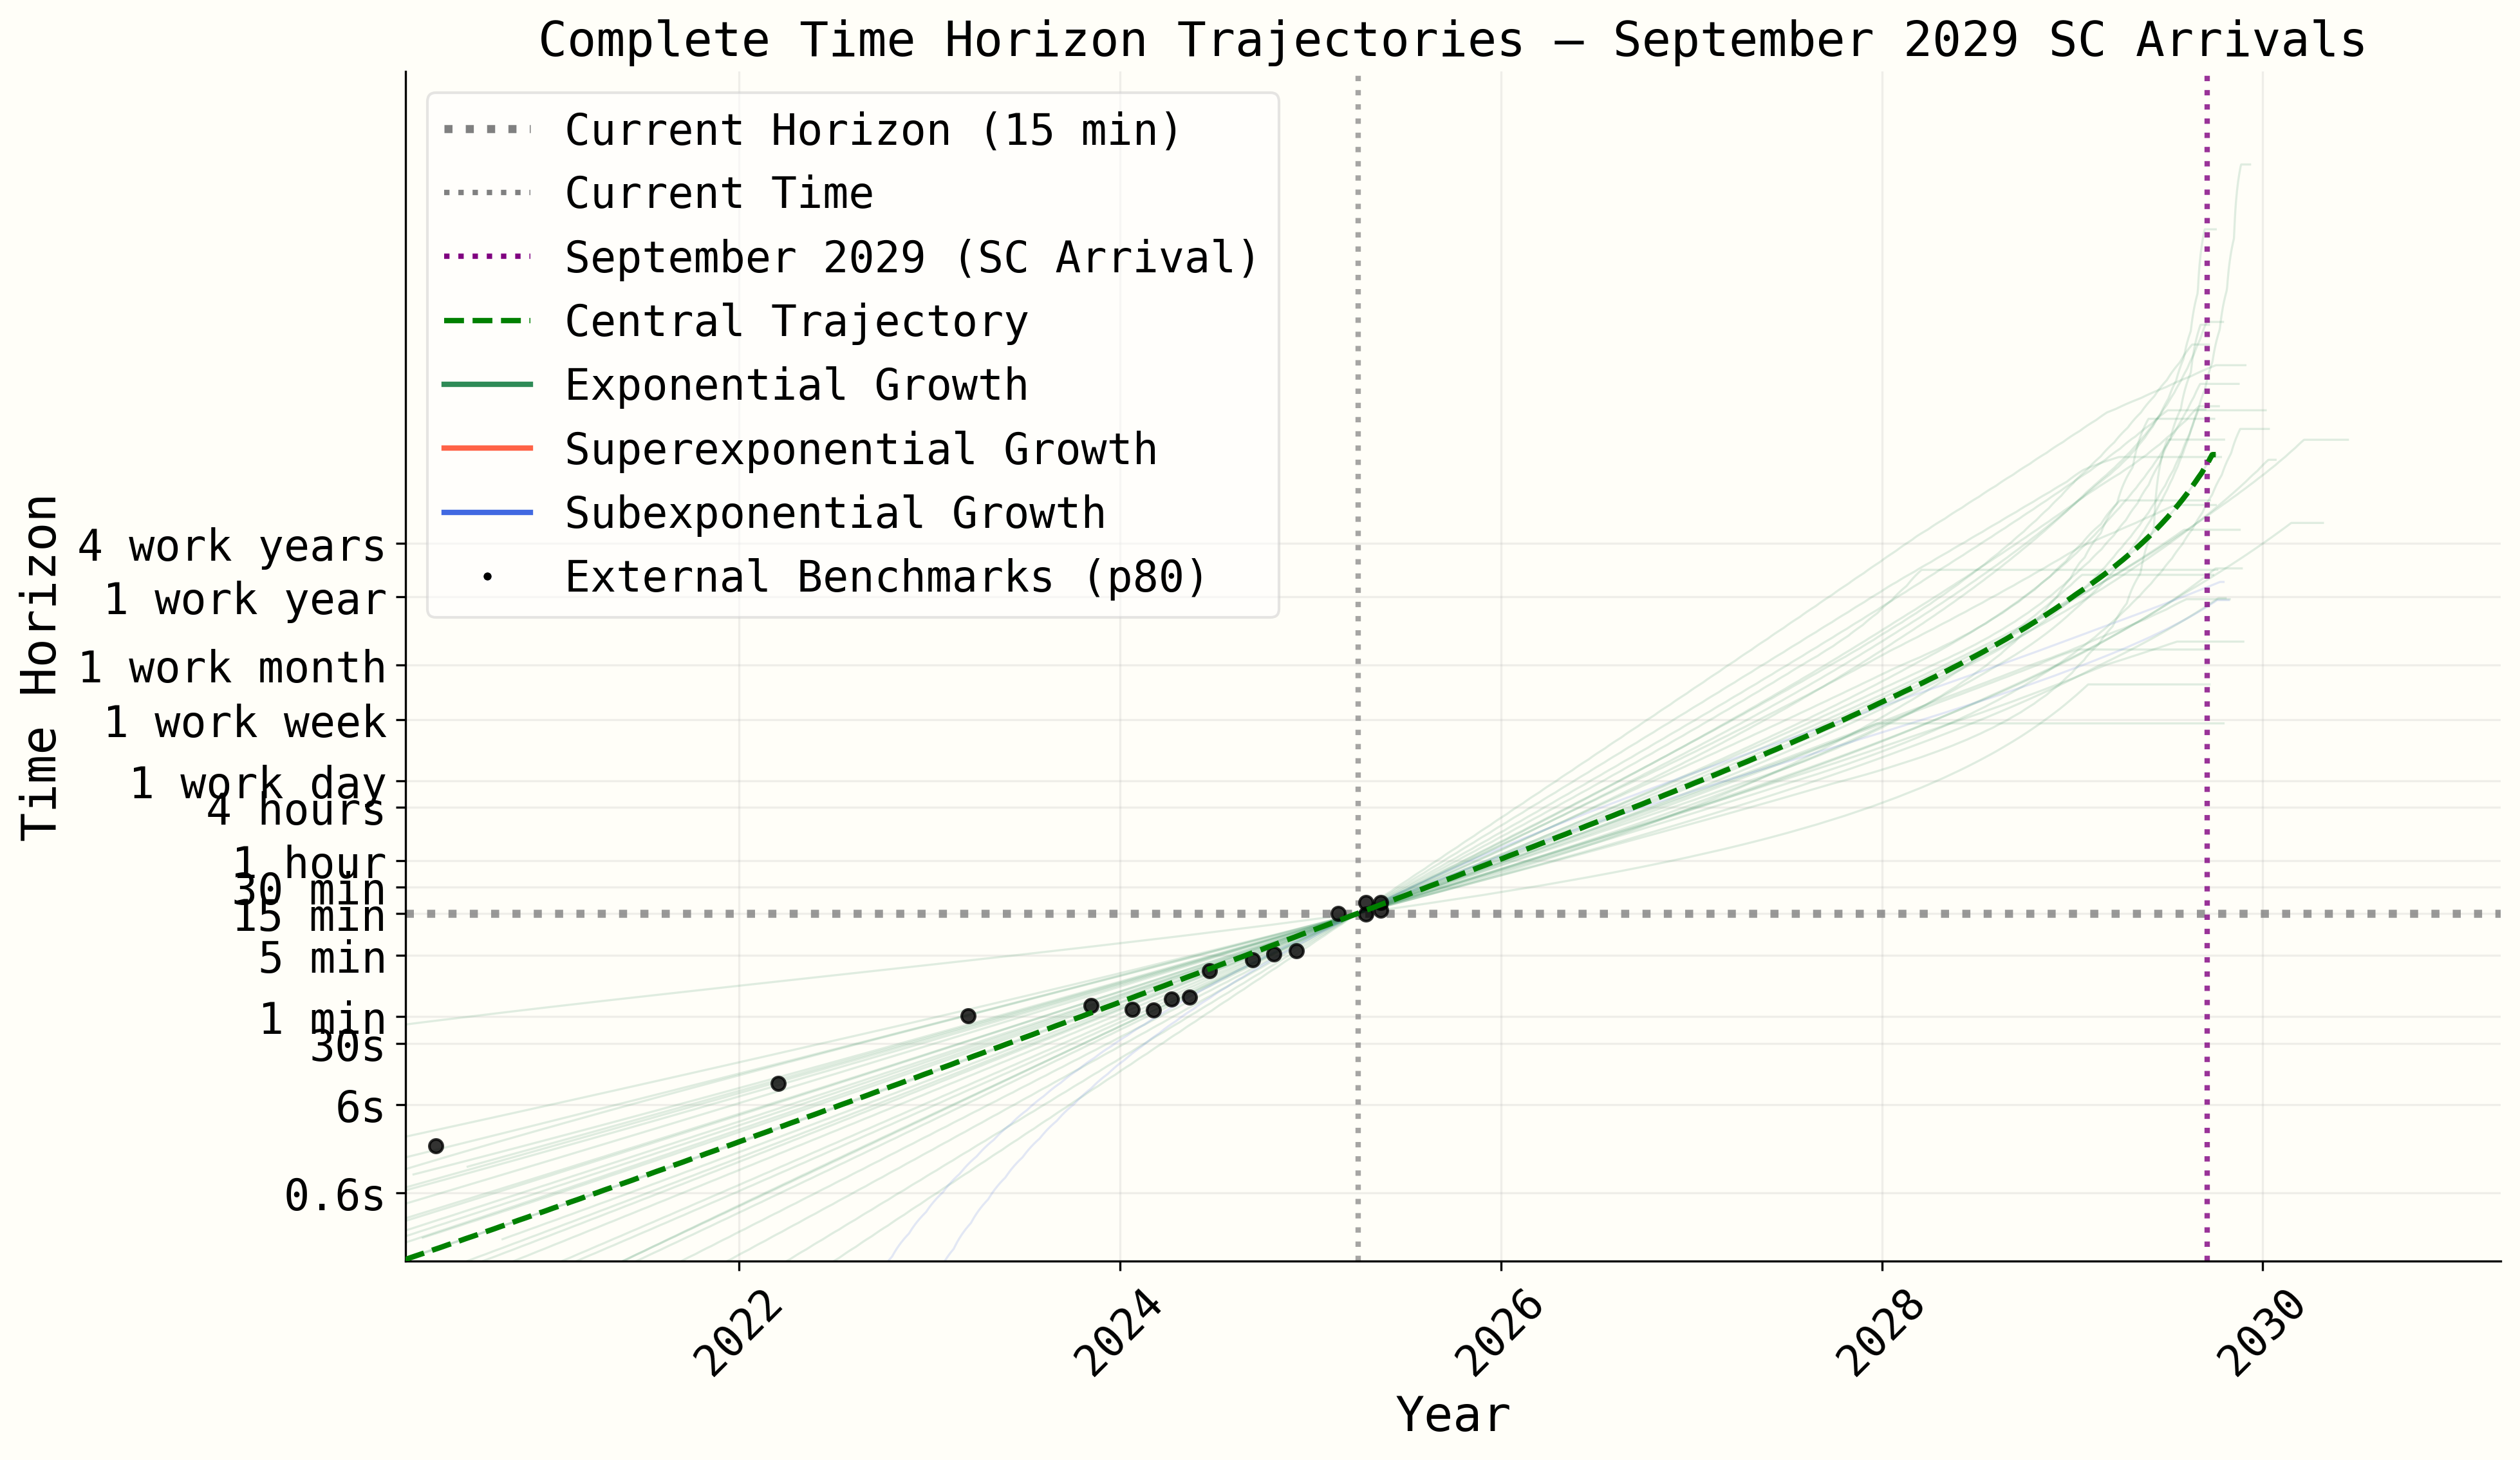 Complete Time Horizon Trajectories — September 2029 SC Arrivals
Current Horizon (15 min)
Current Time
September 2029 (SC Arrival)
Central Trajectory
Exponential Growth
Superexponential Growth
Subexponential Growth
External Benchmarks (p80)
Time Horizon
4 work years
1 work year
1 work month
1 work week
1 work day
4 hours
1 hour
30 min
15 min
5 min
1 min
30s
6s
0.6s
2022
2024
2026
2028
2030
Year